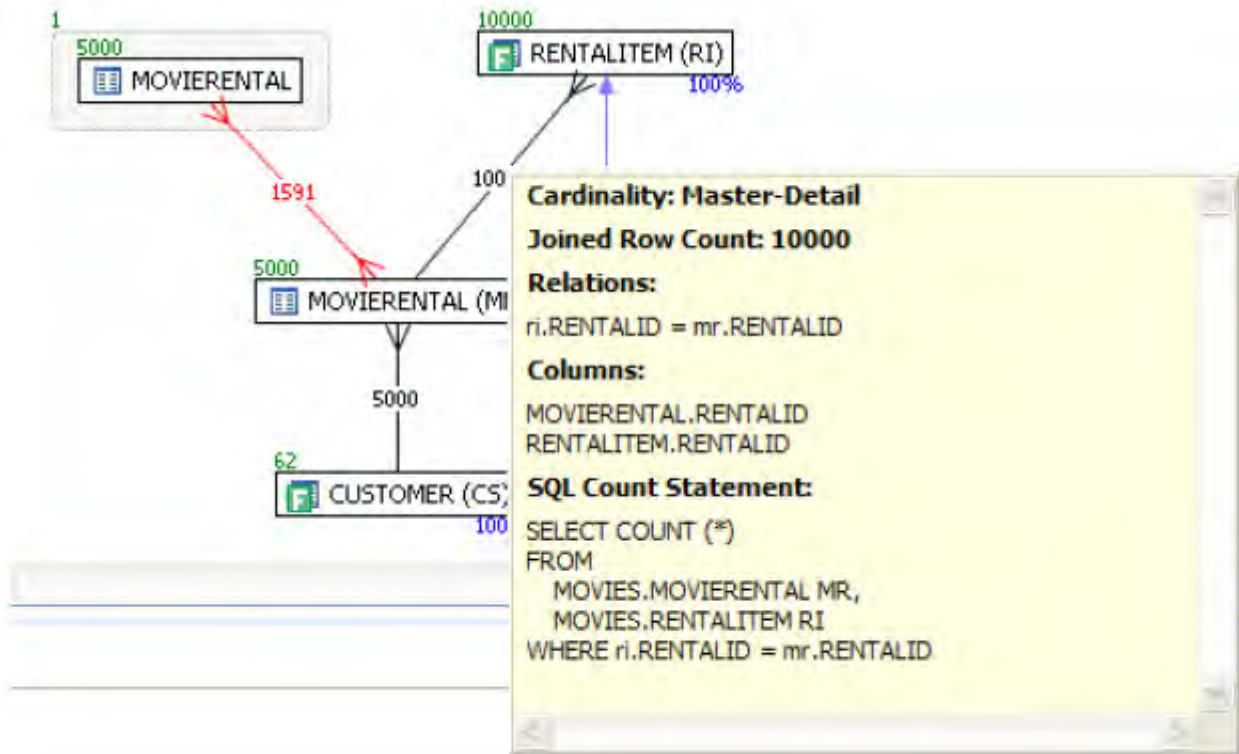 1
5000
MOVIERENTAL
10000
RENTALITEM (RI)
100%
1591
100
5000
MOVIERENTAL (M
5000
62
CUSTOMER (CS)
100
Cardinality: Master-Detail
Joined Row Count: 10000
Relations:
ri.RENTALID = mr.RENTALID
Columns:
MOVIERENTAL.RENTALID
RENTALITEM.RENTALID
SQL Count Statement:
SELECT COUNT (*)
FROM
MOVIES.MOVIERENTAL MR,
MOVIES.RENTALITEM RI
WHERE ri.RENTALID = mr.RENTALID